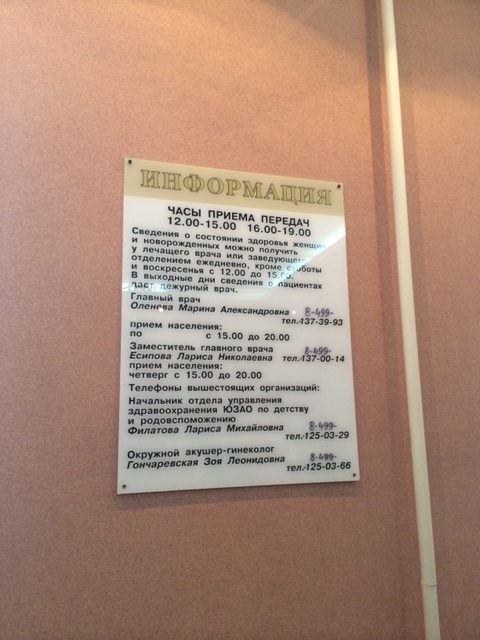 ИНФОРМАЦИЯ
ЧАСЫ ПРИЕМА ПЕРЕДАЧ
12.00-15.00 16.00-19.00
Сведения о состоянии здоровья женщин
и новорожденных можно получить
у лечащего врача или заведующего
отделением ежедневно, кроме субботы
и воскресенья с 12.00 до 15.00.
В выходные дни сведения о пациентах
дает дежурный врач.
Главный врач
Оленева Марина Александровна 8-499-
тел.137-39-93
прием населения:
по с 15.00 до 20.00
Заместитель главного врача 8-499-
Есипова Лариса Николаевна тел.137-00-14
прием населения:
четверг с 15.00 до 20.00
Телефоны вышестоящих организаций:
Начальник отдела управления
здравоохранения ЮЗАО по детству
и родовспоможению
Филатова Лариса Михайловна 8-499-
тел.125-03-29
Окружной акушер-гинеколог 8-499-
Гончаревская Зоя Леонидовна тел.125-03-66